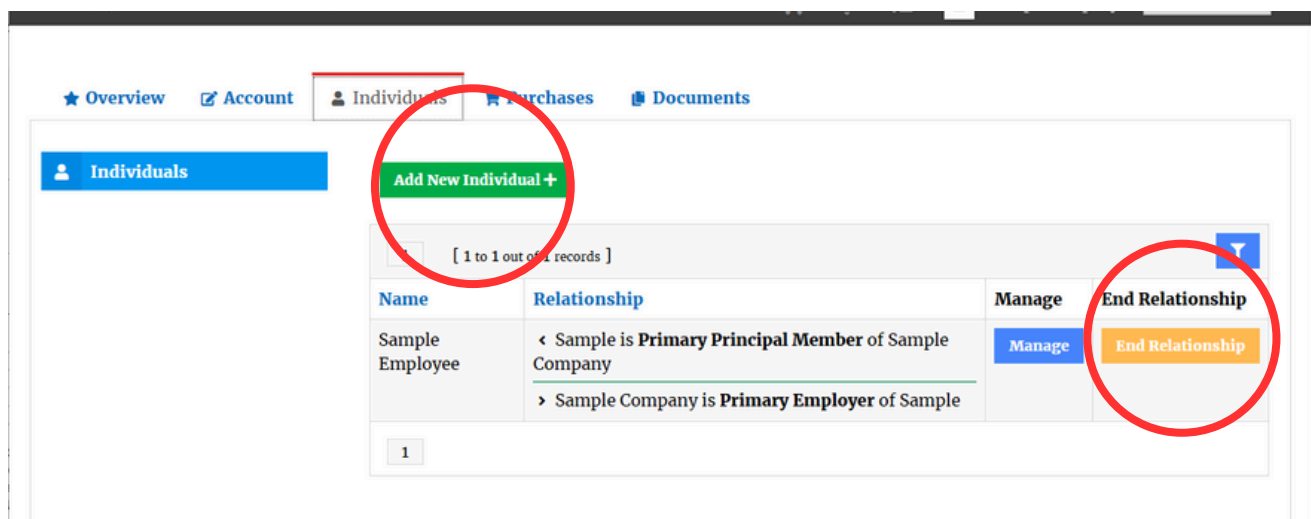 Overview Account Individuals Purchases Documents
Individuals
Add New Individual +
[ 1 to 1 out of 1 records ]
Name Relationship Manage End Relationship
Sample Employee
‹ Sample is Primary Principal Member of Sample
Company
› Sample Company is Primary Employer of Sample
Manage
End Relationship
1